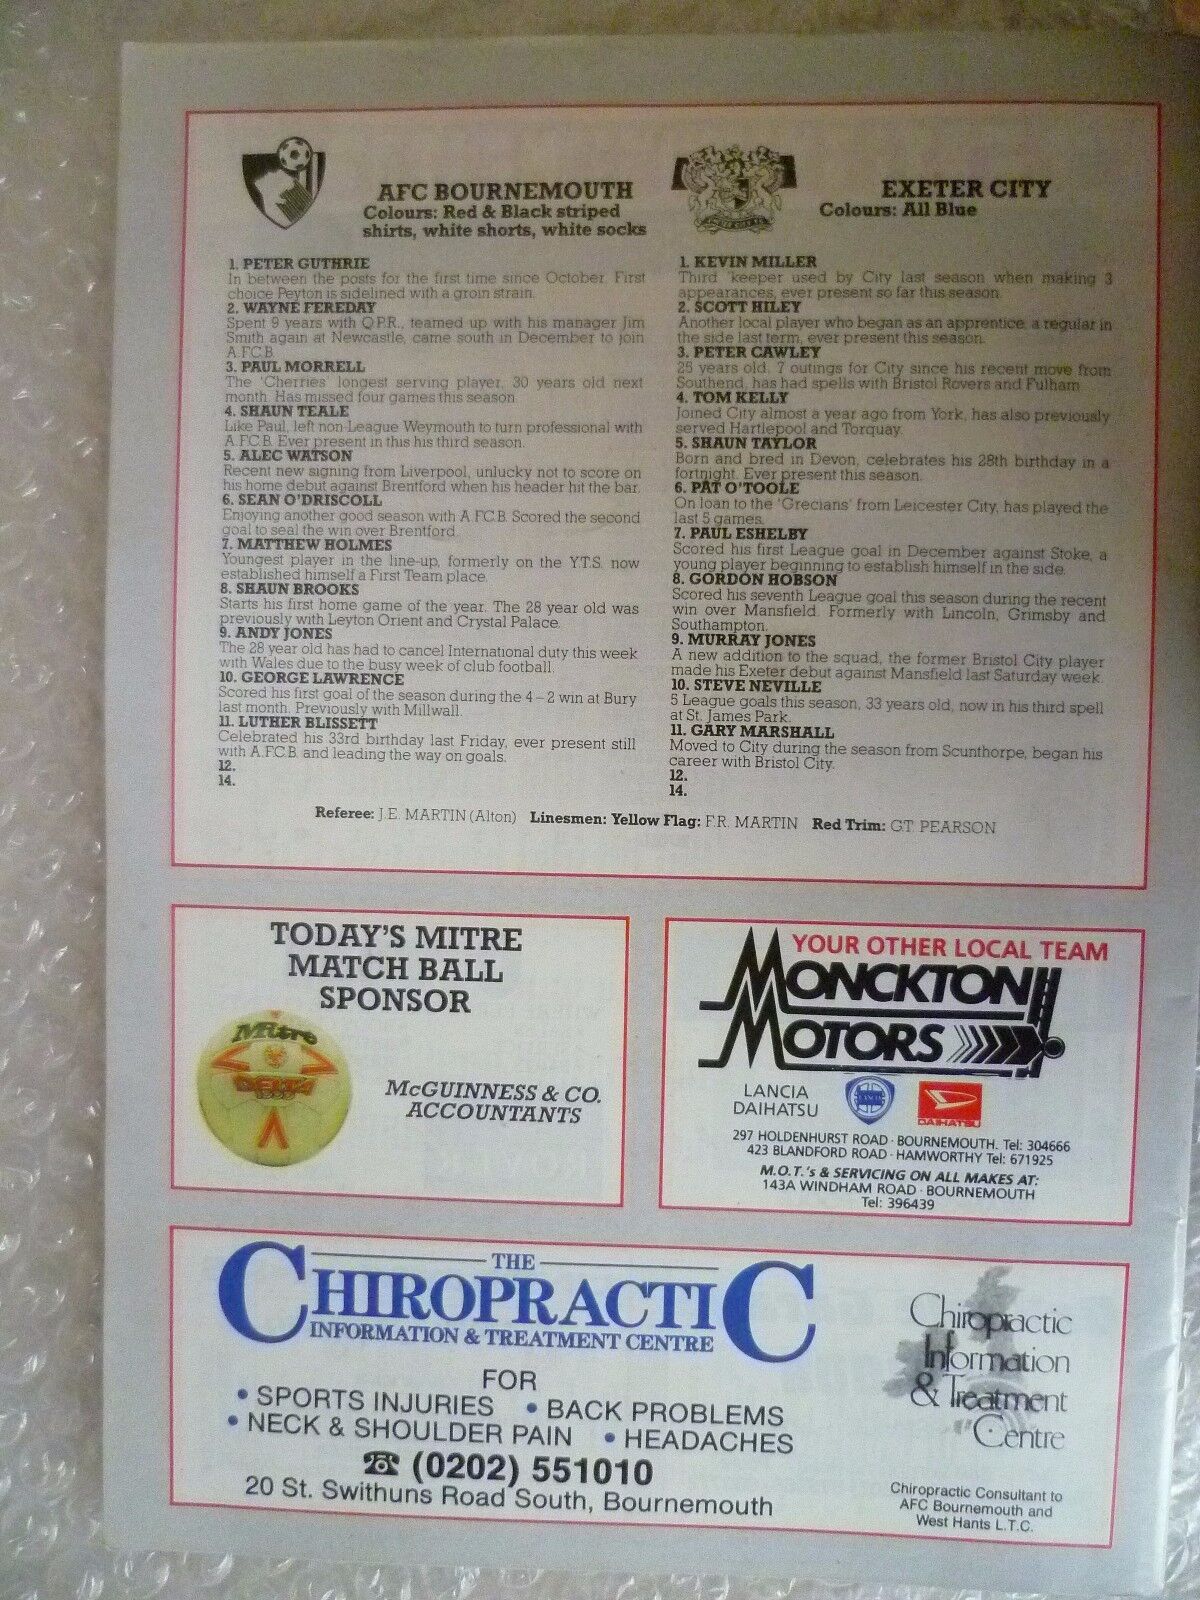 AFC BOURNEMOUTH
Colours: Red & Black striped
shirts, white shorts, white socks
1. PETER GUTHRIE
In between the posts for the first time since October. First
choice Peyton is sidelined with a groin strain.
2. WAYNE FEREDAY
Spent 9 years with Q.P.R., teamed up with his manager Jim
Smith again at Newcastle, came south in December to join
A.F.C.B.
3. PAUL MORRELL
The 'Cherries' longest serving player, 30 years old next
month. Has missed four games this season.
4. SHAUN TEALE
Like Paul, left non-League Weymouth to turn professional with
A.F.C.B. Ever present in this his third season.
5. ALEC WATSON
Recent new signing from Liverpool, unlucky not to score on
his home debut against Brentford when his header hit the bar.
6. SEAN O'DRISCOLL
Enjoying another good season with A.F.C.B. Scored the second
goal to seal the win over Brentford.
7. MATTHEW HOLMES
Youngest player in the line-up, formerly on the Y.T.S. now
established himself a First Team place.
8. SHAUN BROOKS
Starts his first home game of the year. The 28 year old was
previously with Leyton Orient and Crystal Palace.
9. ANDY JONES
The 28 year old has had to cancel International duty this week
with Wales due to the busy week of club football.
10. GEORGE LAWRENCE
Scored his first goal of the season during the 4–2 win at Bury
last month. Previously with Millwall.
11. LUTHER BLISSETT
Celebrated his 33rd birthday last Friday, ever present still
with A.F.C.B. and leading the way on goals.
12.
14.
EXETER CITY
Colours: All Blue
1. KEVIN MILLER
Third 'keeper used by City last season when making 3
appearances, ever present so far this season.
2. SCOTT HILEY
Another local player who began as an apprentice, a regular in
the side last term, ever present this season.
3. PETER CAWLEY
25 years old. 7 outings for City since his recent move from
Southend, has had spells with Bristol Rovers and Fulham.
4. TOM KELLY
Joined City almost a year ago from York, has also previously
served Hartlepool and Torquay.
5. SHAUN TAYLOR
Born and bred in Devon, celebrates his 28th birthday in a
fortnight. Ever present this season.
6. PAT O'TOOLE
On loan to the 'Grecians' from Leicester City, has played the
last 5 games.
7. PAUL ESHELBY
Scored his first League goal in December against Stoke, a
young player beginning to establish himself in the side.
8. GORDON HOBSON
Scored his seventh League goal this season during the recent
win over Mansfield. Formerly with Lincoln, Grimsby and
Southampton.
9. MURRAY JONES
A new addition to the squad, the former Bristol City player
made his Exeter debut against Mansfield last Saturday week.
10. STEVE NEVILLE
5 League goals this season, 33 years old, now in his third spell
at St. James Park.
11. GARY MARSHALL
Moved to City during the season from Scunthorpe, began his
career with Bristol City.
12.
14.
Referee: J.E. MARTIN (Alton) Linesmen: Yellow Flag: F.R. MARTIN Red Trim: G.T. PEARSON
TODAY'S MITRE
MATCH BALL
SPONSOR
Mitre
DELTA
McGUINNESS & CO.
ACCOUNTANTS
YOUR OTHER LOCAL TEAM
MONCKTON
MOTORS
LANCIA
DAIHATSU
LANCIA
DAIHATSU
297 HOLDENHURST ROAD · BOURNEMOUTH. Tel: 304666
423 BLANDFORD ROAD · HAMWORTHY Tel: 671925
M.O.T.'s & SERVICING ON ALL MAKES AT:
143A WINDHAM ROAD · BOURNEMOUTH
Tel: 396439
THE
CHIROPRACTIC
INFORMATION & TREATMENT CENTRE
FOR
• SPORTS INJURIES • BACK PROBLEMS
• NECK & SHOULDER PAIN • HEADACHES
☎ (0202) 551010
20 St. Swithuns Road South, Bournemouth
Chiropractic
Information
& Treatment
Centre
Chiropractic Consultant to
AFC Bournemouth and
West Hants L.T.C.